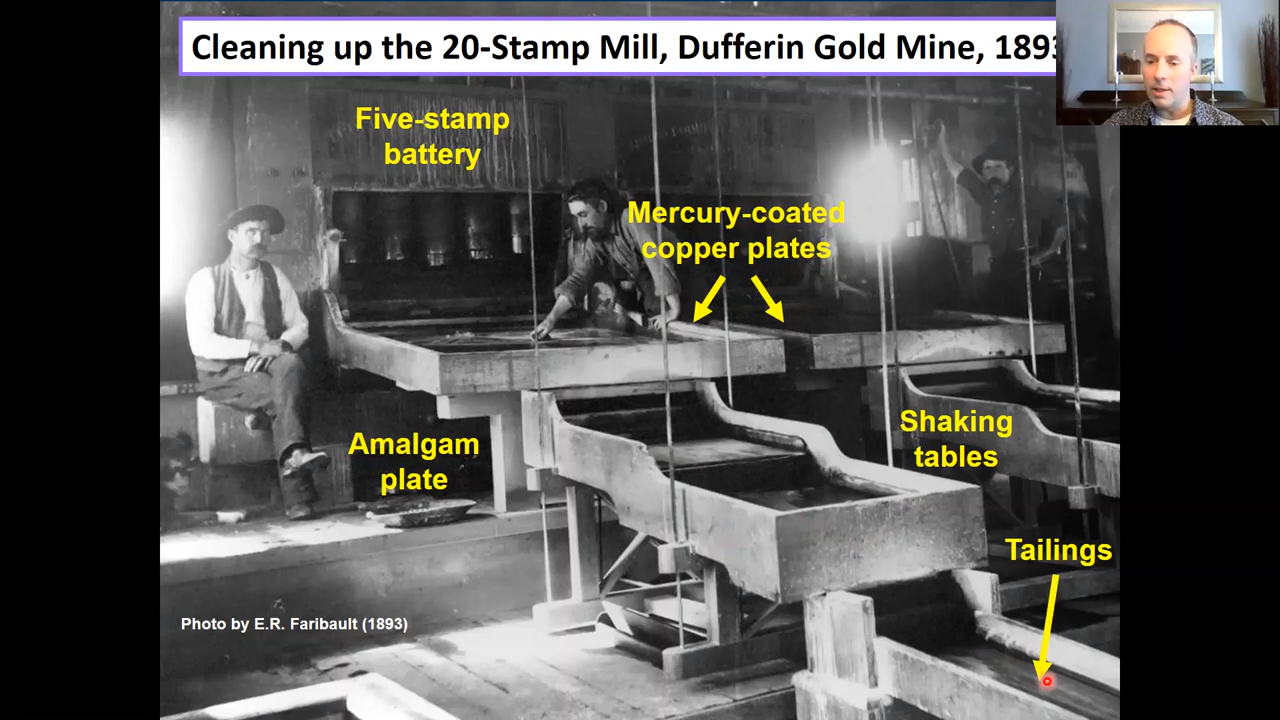 Cleaning up the 20-Stamp Mill, Dufferin Gold Mine, 1893
Five-stamp
battery
Mercury-coated
copper plates
Amalgam
plate
Shaking
tables
Tailings
Photo by E.R. Faribault (1893)